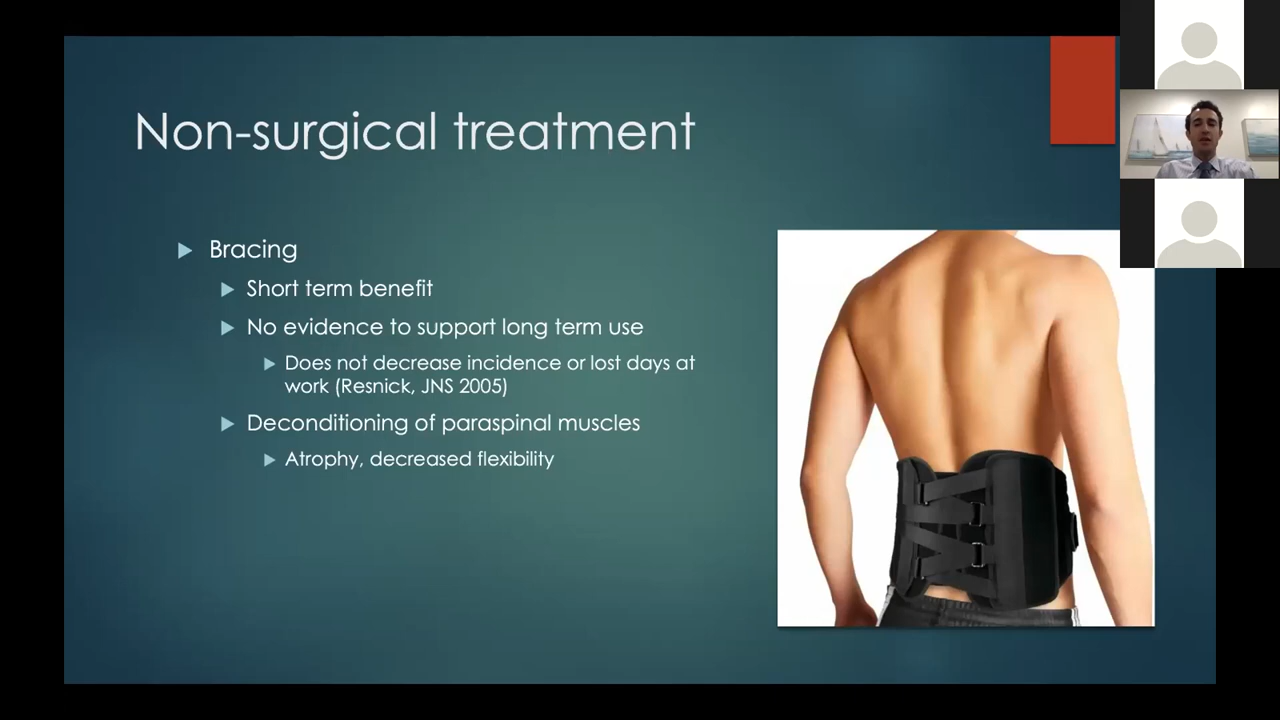 Non-surgical treatment
Bracing
Short term benefit
No evidence to support long term use
Does not decrease incidence or lost days at
work (Resnick, JNS 2005)
Deconditioning of paraspinal muscles
Atrophy, decreased flexibility